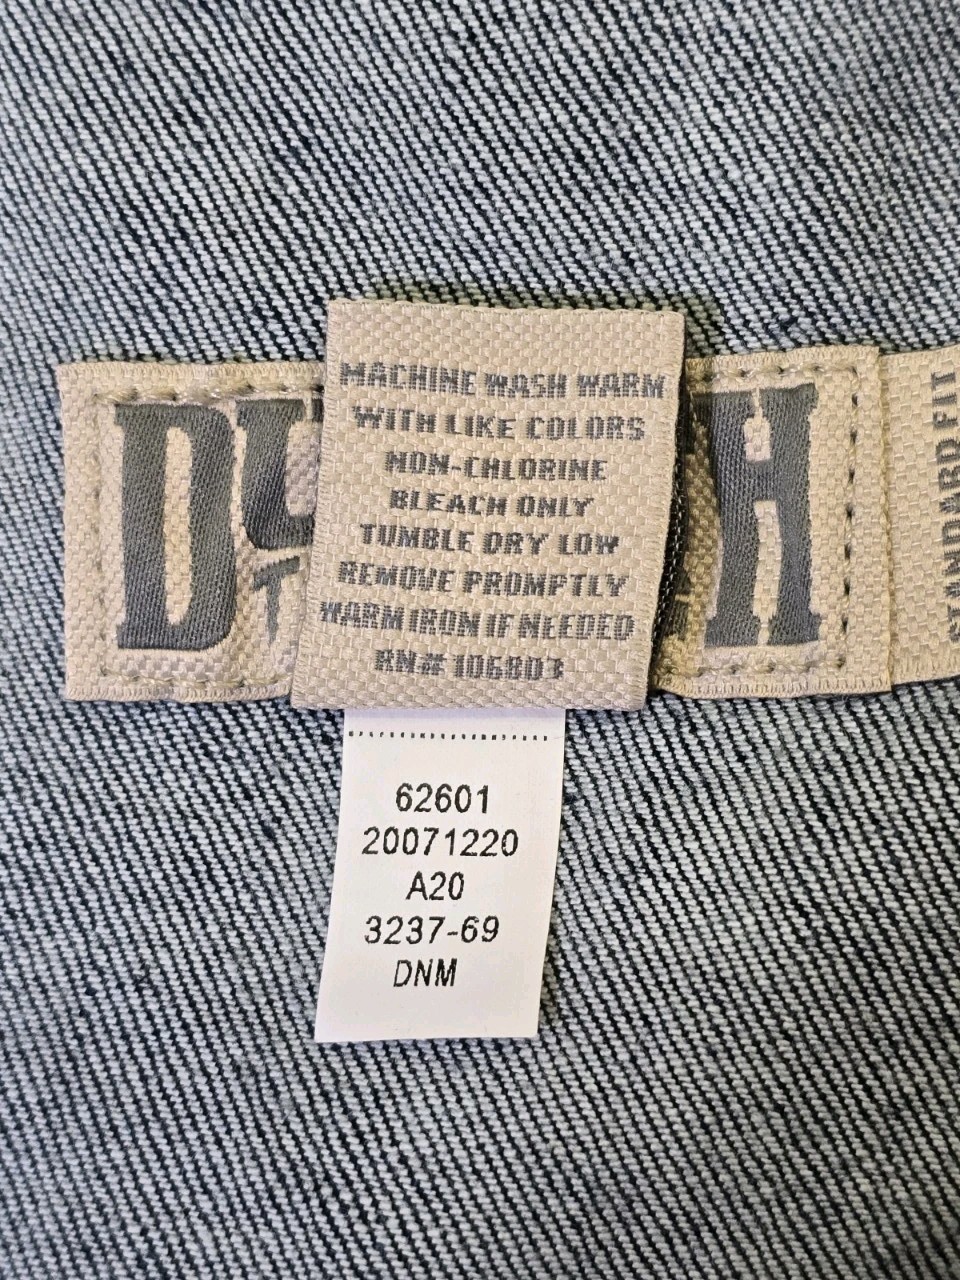 MACHINE WASH WARM
WITH LIKE COLORS
NON-CHLORINE
BLEACH ONLY
TUMBLE DRY LOW
REMOVE PROMPTLY
WARM IRON IF NEEDED
RN# 106803
STANDARD FIT
62601
20071220
A20
3237-69
DNM